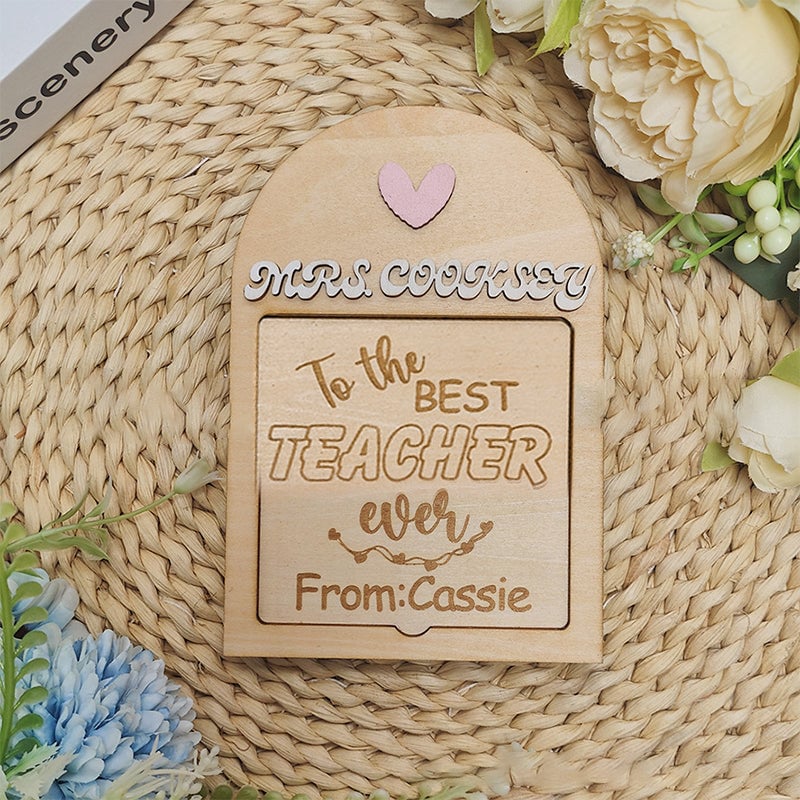 scenery
MRS. COOKSEY
To the
BEST
TEACHER
ever
From:Cassie